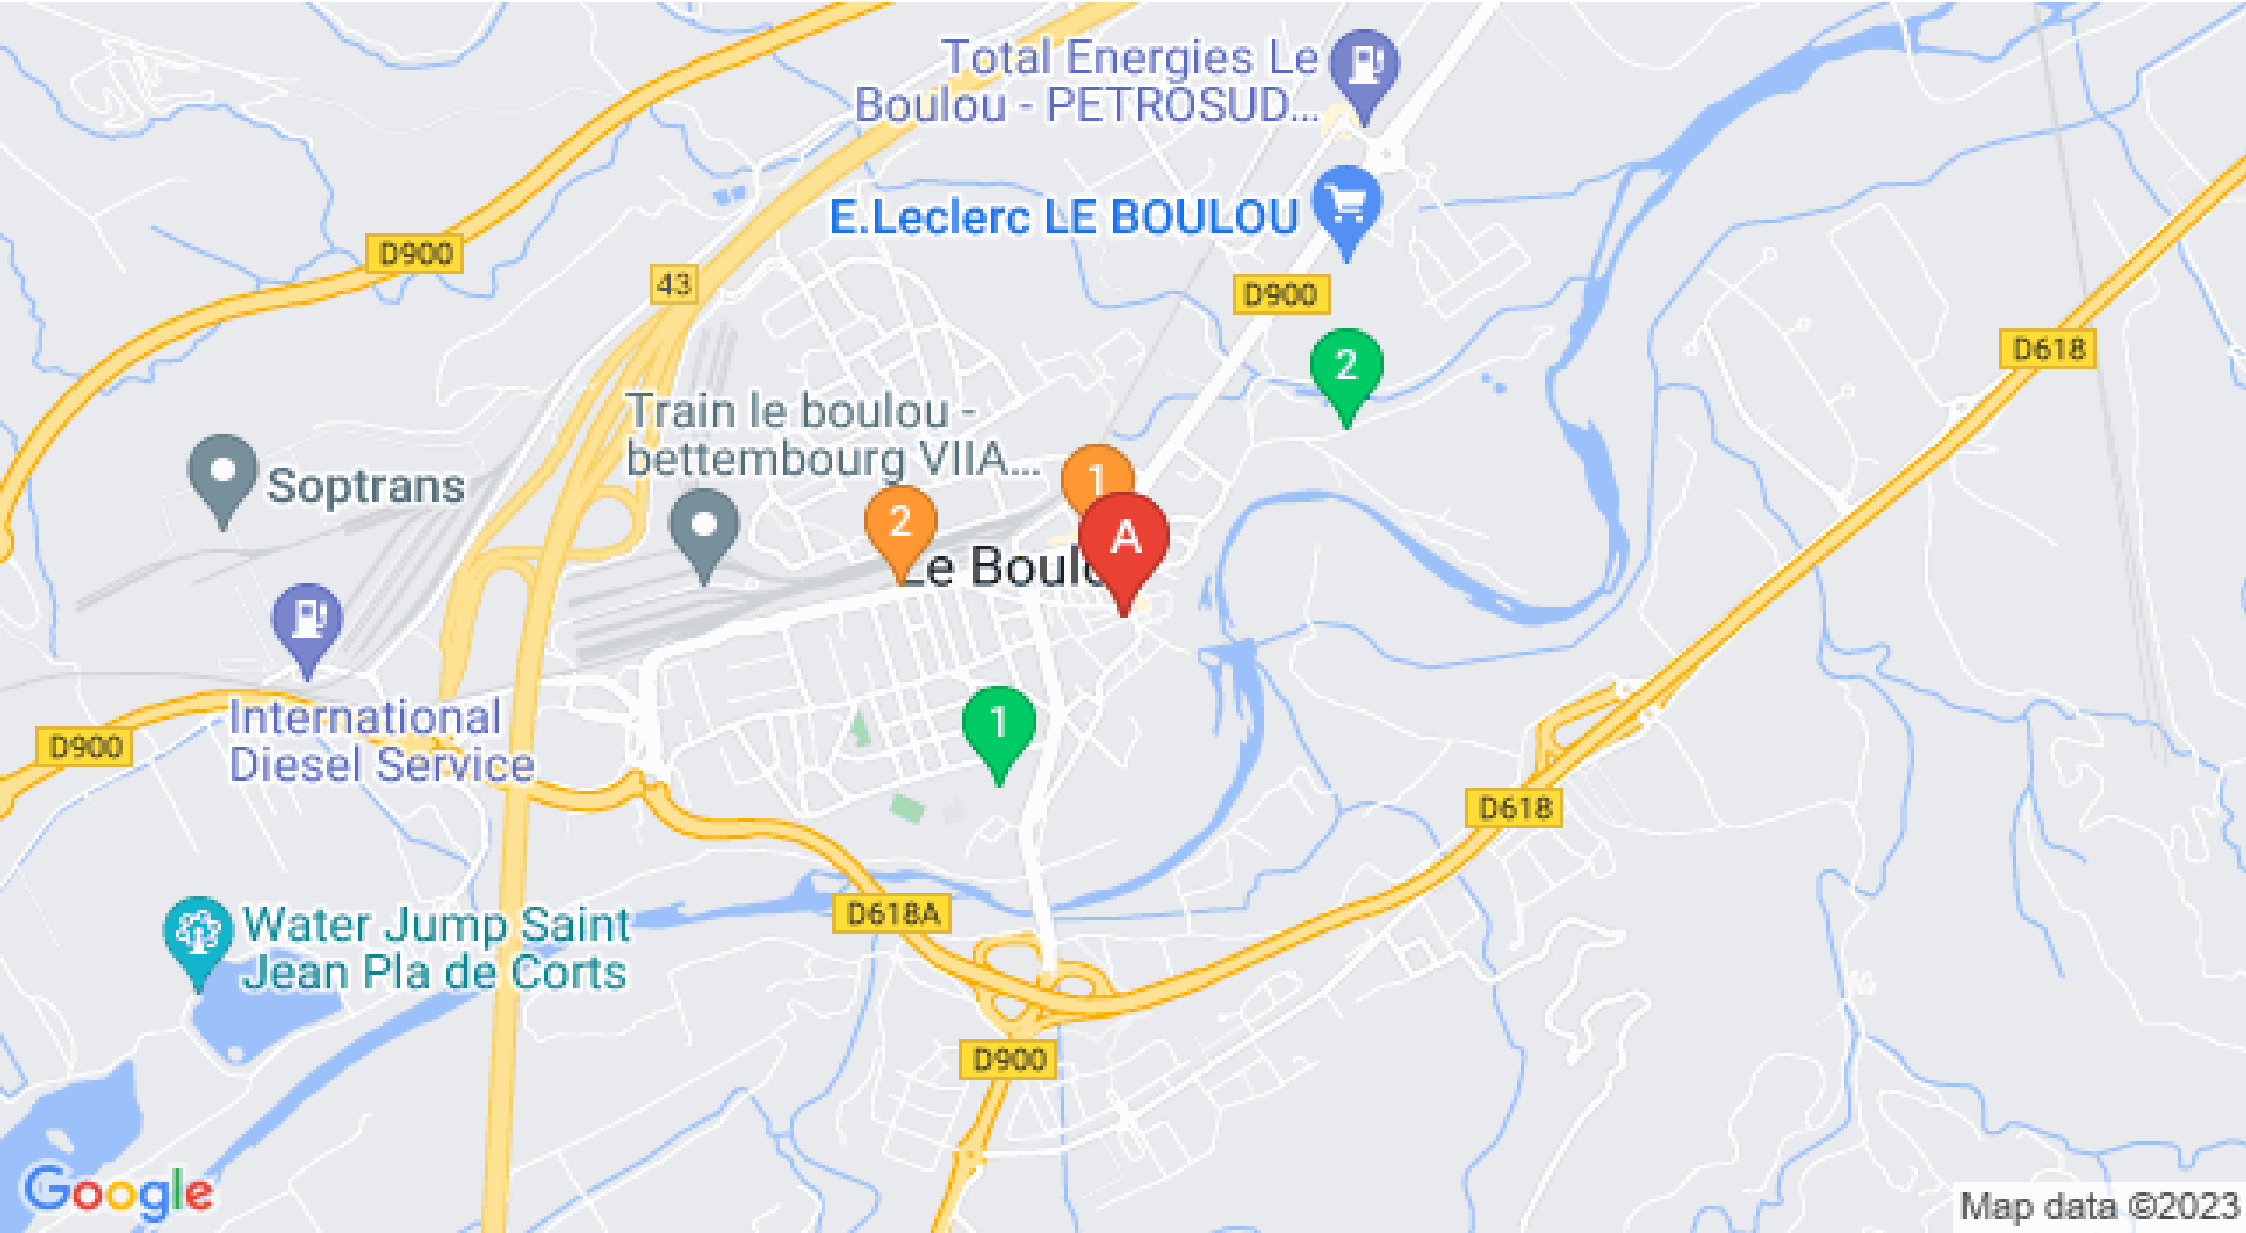 Total Energies Le
Boulou - PETROSUD...
E.Leclerc LE BOULOU
D900
43
D900
D618
2
Train le boulou -
bettembourg VIIA...
Soptrans
1
2
A
Le Boulo
International
Diesel Service
D900
1
D618
D618A
Water Jump Saint
Jean Pla de Corts
D900
Google
Map data ©2023